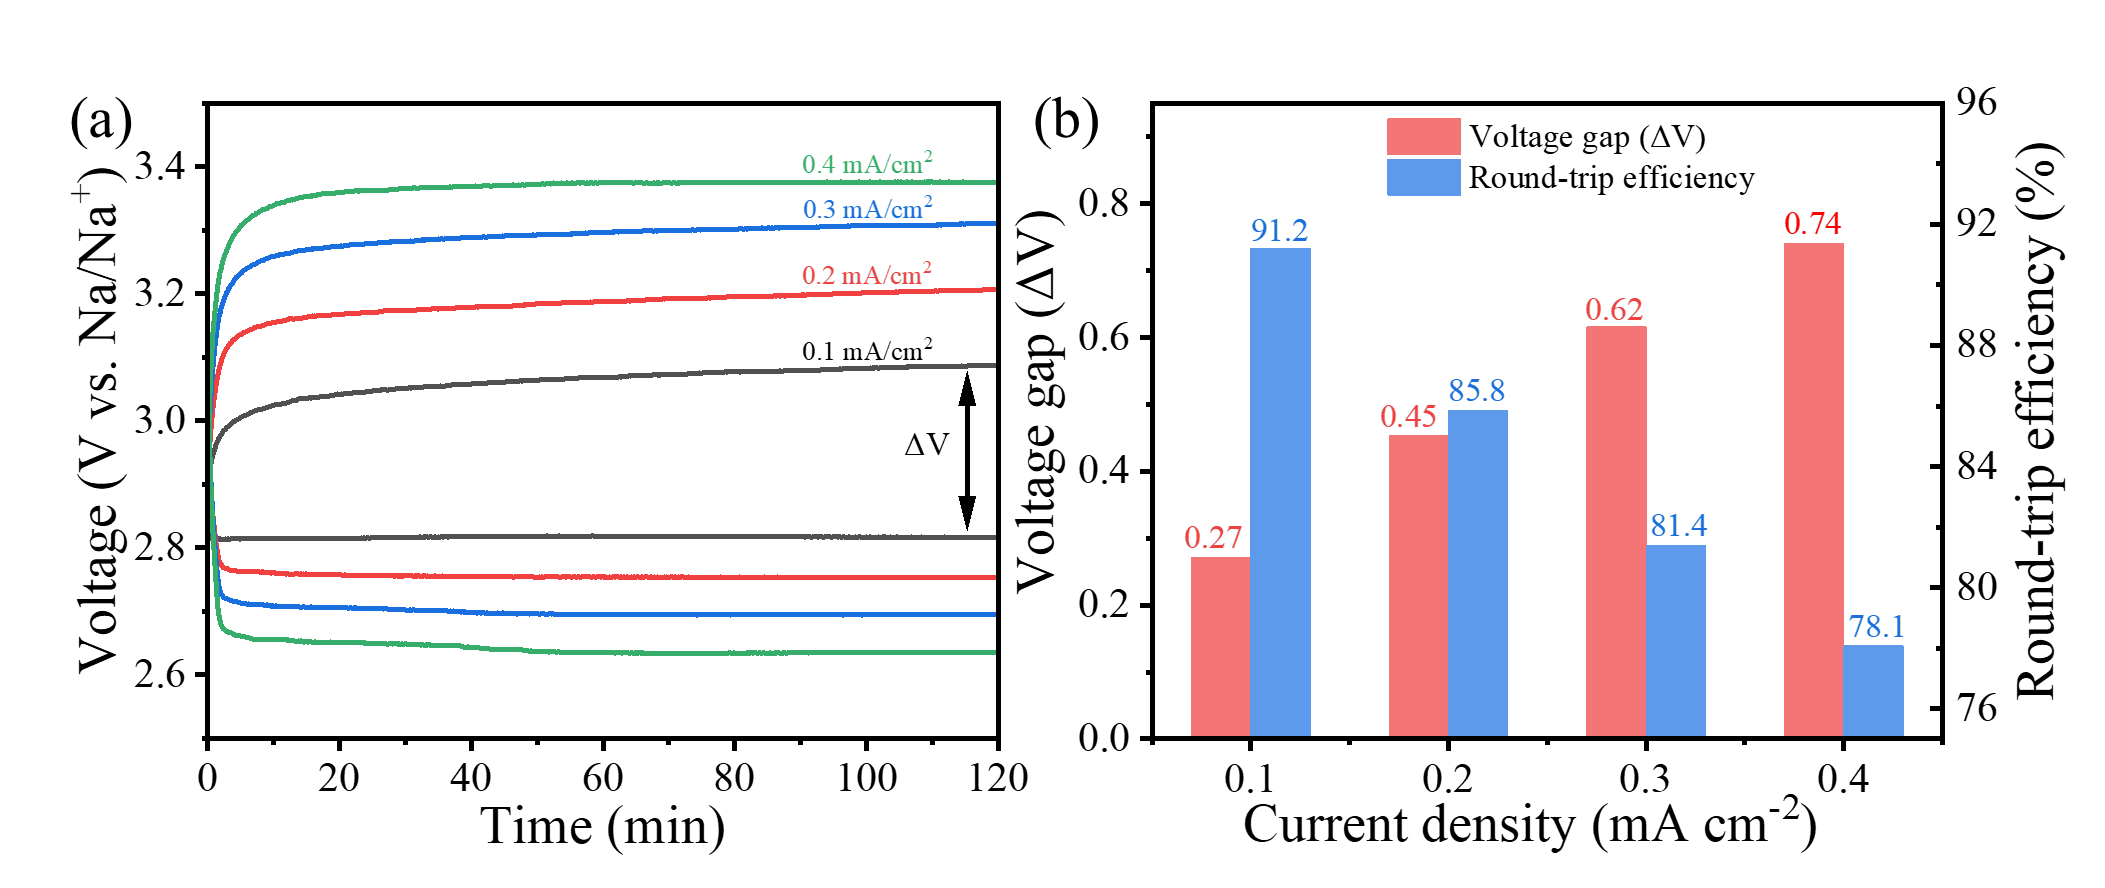 (a)
Voltage (V vs. Na/Na⁺)
3.4
3.2
3.0
2.8
2.6
0.4 mA/cm²
0.3 mA/cm²
0.2 mA/cm²
0.1 mA/cm²
ΔV
0 20 40 60 80 100 120
Time (min)
(b)
Voltage gap (ΔV)
0.8
0.6
0.4
0.2
0.0
Voltage gap (ΔV)
Round-trip efficiency
0.27
91.2
0.45
85.8
0.62
81.4
0.74
78.1
0.1 0.2 0.3 0.4
Current density (mA cm⁻²)
96
92
88
84
80
76
Round-trip efficiency (%)